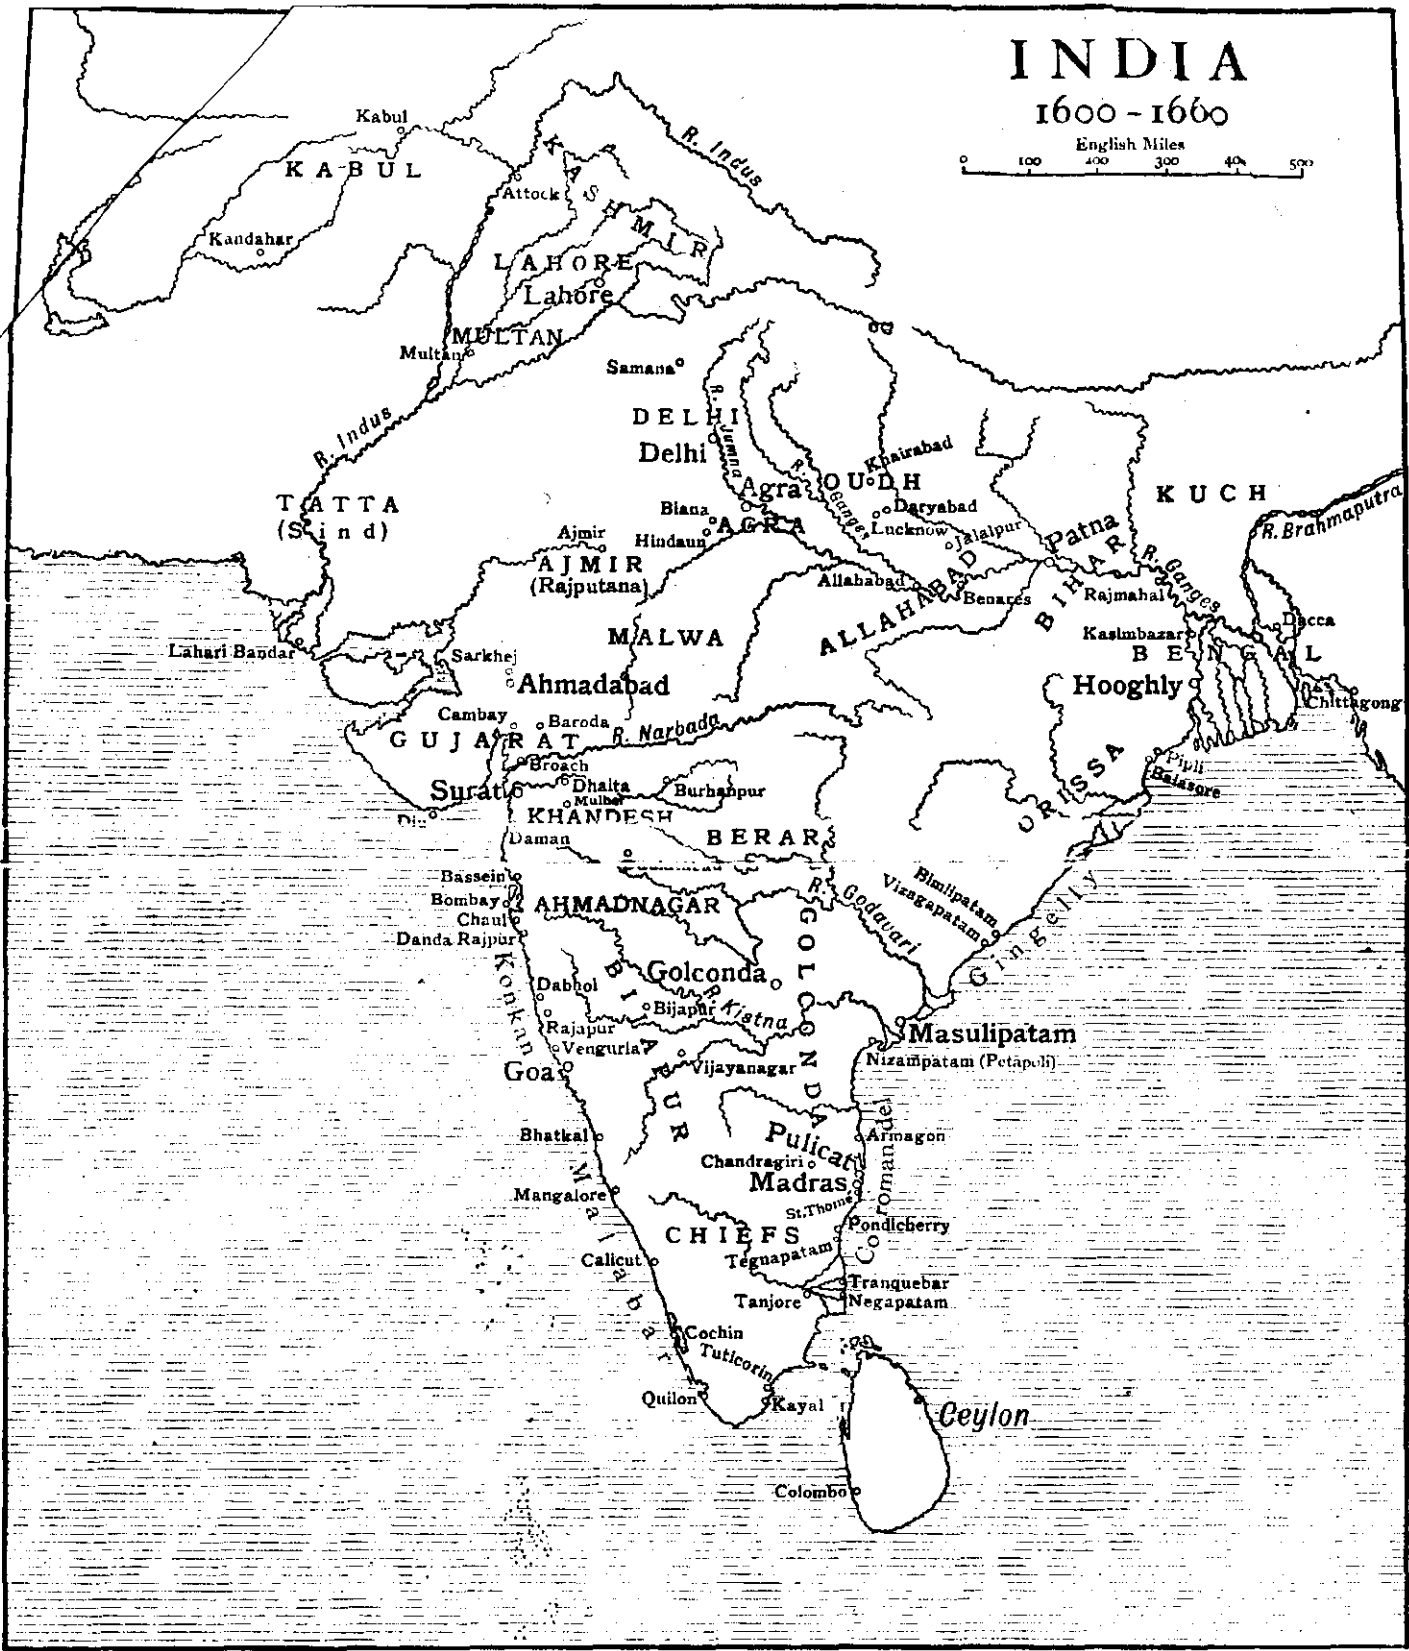 INDIA
1600 - 1660
English Miles
0 100 200 300 400 500
Kabul
KABUL
Attock
KASHMIR
R. Indus
Kandahar
LAHORE
Lahore
MULTAN
Multan
Samana
R. Indus
DELHI
Delhi
R. Jumna
R. Ganges
Khairabad
OUDH
KUCH
R. Brahmaputra
TATTA
(Sind)
Agra
Biana
AGRA
Hindaun
Daryabad
Lucknow
Jalalpur
Patna
Ajmir
AJMIR
(Rajputana)
Allahabad
ALLAHABAD
Benares
BIHAR
Rajmahal
R. Ganges
Lahari Bandar
MALWA
Kasimbazar
Dacca
BENGAL
Sarkhej
Ahmadabad
Hooghly
Chittagong
Cambay
Baroda
GUJARAT
R. Narbada
Broach
Surat
Dhaita
Mulher
Burhanpur
KHANDESH
Diu
Daman
BERAR
ORISSA
Pipli
Balasore
Bassein
Bombay
Chaul
Danda Rajpur
AHMADNAGAR
R. Godavari
Bimlipatam
Vizagapatam
Gingelly
Konkan
Golconda
GOLCONDA
BIJAPUR
Dabhol
Bijapur
R. Kistna
Rajapur
Vengurla
Goa
Vijayanagar
Masulipatam
Nizampatam (Petapoli)
Bhatkal
Pulicat
Armagon
Chandragiri
Madras
St. Thomé
Coromandel
Mangalore
Malabar
CHIEFS
Pondicherry
Tegnapatam
Calicut
Tranquebar
Tanjore
Negapatam
Cochin
Tuticorin
Quilon
Kayal
Ceylon
Colombo